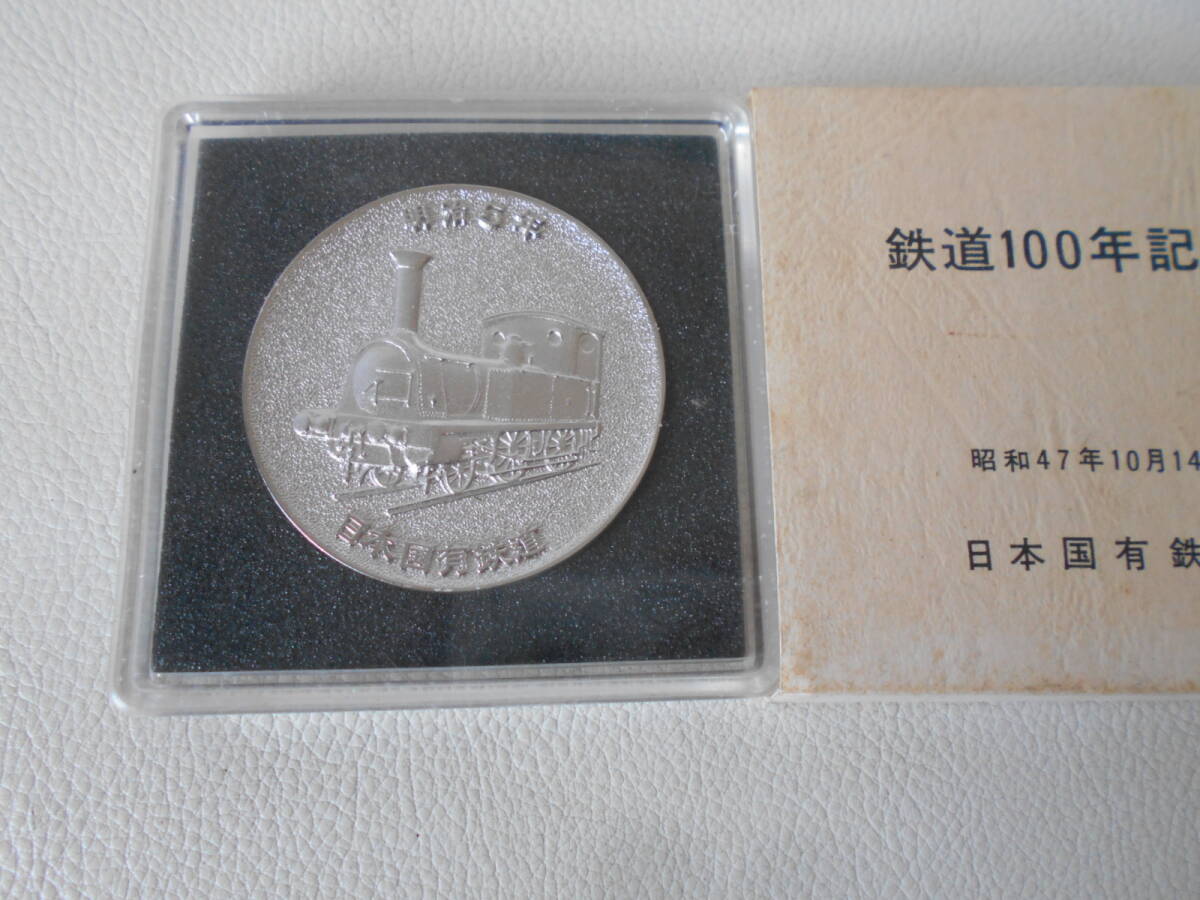 明治5年
日本国有鉄道
鉄道100年記
昭和47年10月14
日本国有鉄